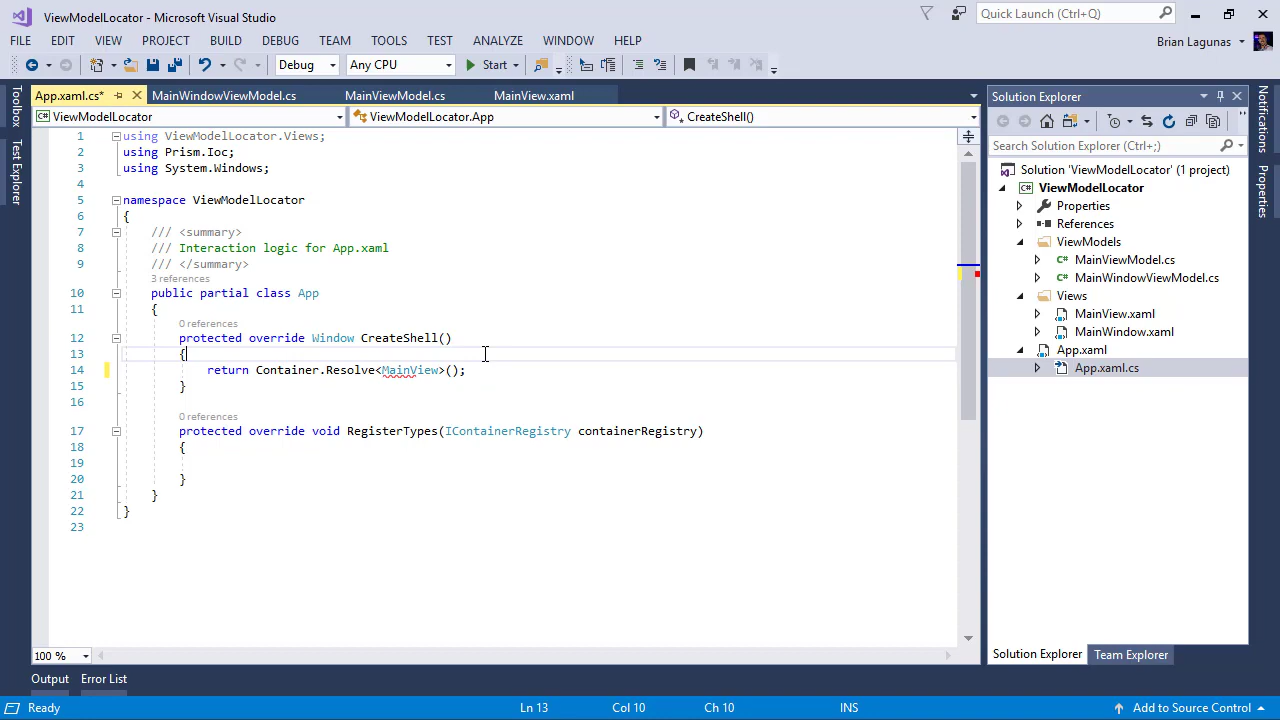 ViewModelLocator - Microsoft Visual Studio
Quick Launch (Ctrl+Q)
FILE EDIT VIEW PROJECT BUILD DEBUG TEAM TOOLS TEST ANALYZE WINDOW HELP
Brian Lagunas
Debug Any CPU Start
Toolbox
Test Explorer
App.xaml.cs* MainWindowViewModel.cs MainViewModel.cs MainView.xaml
ViewModelLocator ViewModelLocator.App CreateShell()
1 using ViewModelLocator.Views;
2 using Prism.Ioc;
3 using System.Windows;
4
5 namespace ViewModelLocator
6 {
7 /// <summary>
8 /// Interaction logic for App.xaml
9 /// </summary>
3 references
10 public partial class App
11 {
0 references
12 protected override Window CreateShell()
13 {
14 return Container.Resolve<MainView>();
15 }
16
0 references
17 protected override void RegisterTypes(IContainerRegistry containerRegistry)
18 {
19
20 }
21 }
22 }
23
100 %
Solution Explorer
Search Solution Explorer (Ctrl+;)
Solution 'ViewModelLocator' (1 project)
ViewModelLocator
Properties
References
ViewModels
MainViewModel.cs
MainWindowViewModel.cs
Views
MainView.xaml
MainWindow.xaml
App.xaml
App.xaml.cs
Solution Explorer Team Explorer
Notifications
Properties
Output Error List
Ready Ln 13 Col 10 Ch 10 INS Add to Source Control